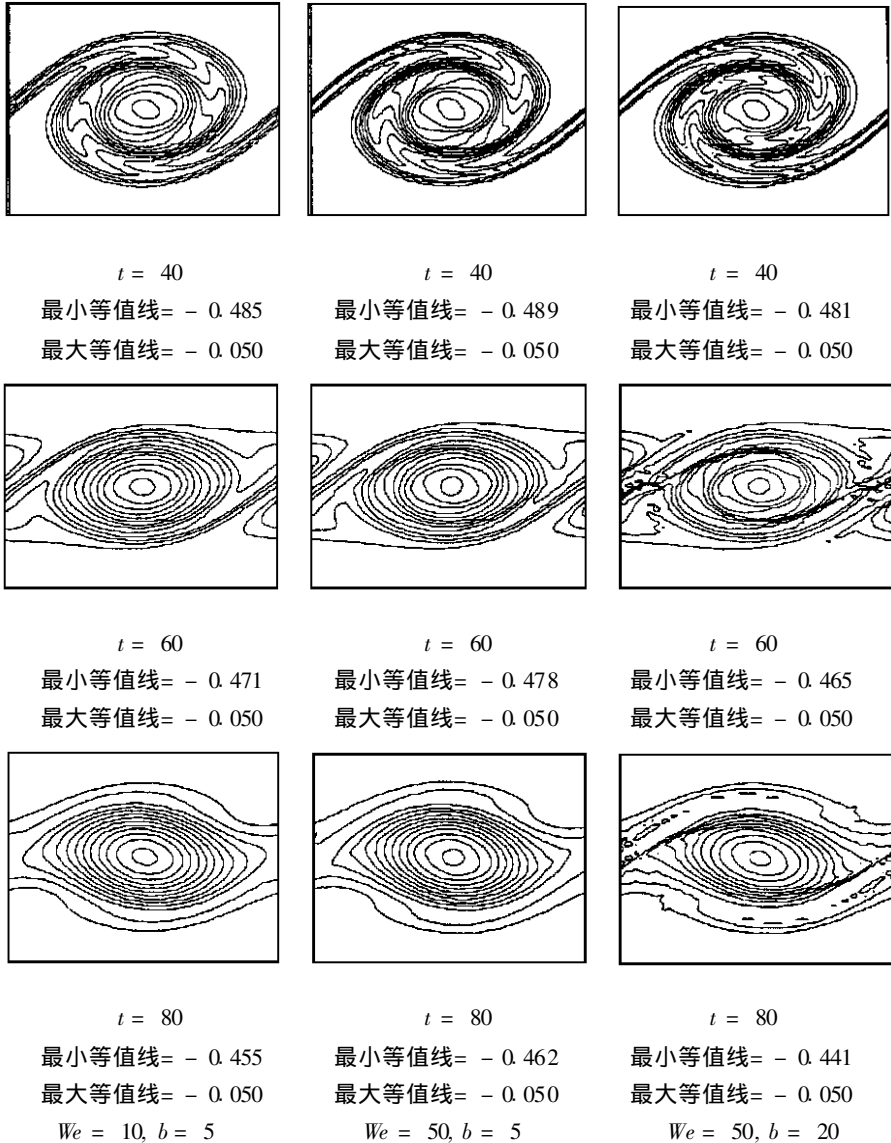 t = 40 t = 40 t = 40
最小等值线= - 0. 485 最小等值线= - 0. 489 最小等值线= - 0. 481
最大等值线= - 0. 050 最大等值线= - 0. 050 最大等值线= - 0. 050
t = 60 t = 60 t = 60
最小等值线= - 0. 471 最小等值线= - 0. 478 最小等值线= - 0. 465
最大等值线= - 0. 050 最大等值线= - 0. 050 最大等值线= - 0. 050
t = 80 t = 80 t = 80
最小等值线= - 0. 455 最小等值线= - 0. 462 最小等值线= - 0. 441
最大等值线= - 0. 050 最大等值线= - 0. 050 最大等值线= - 0. 050
We = 10, b = 5 We = 50, b = 5 We = 50, b = 20